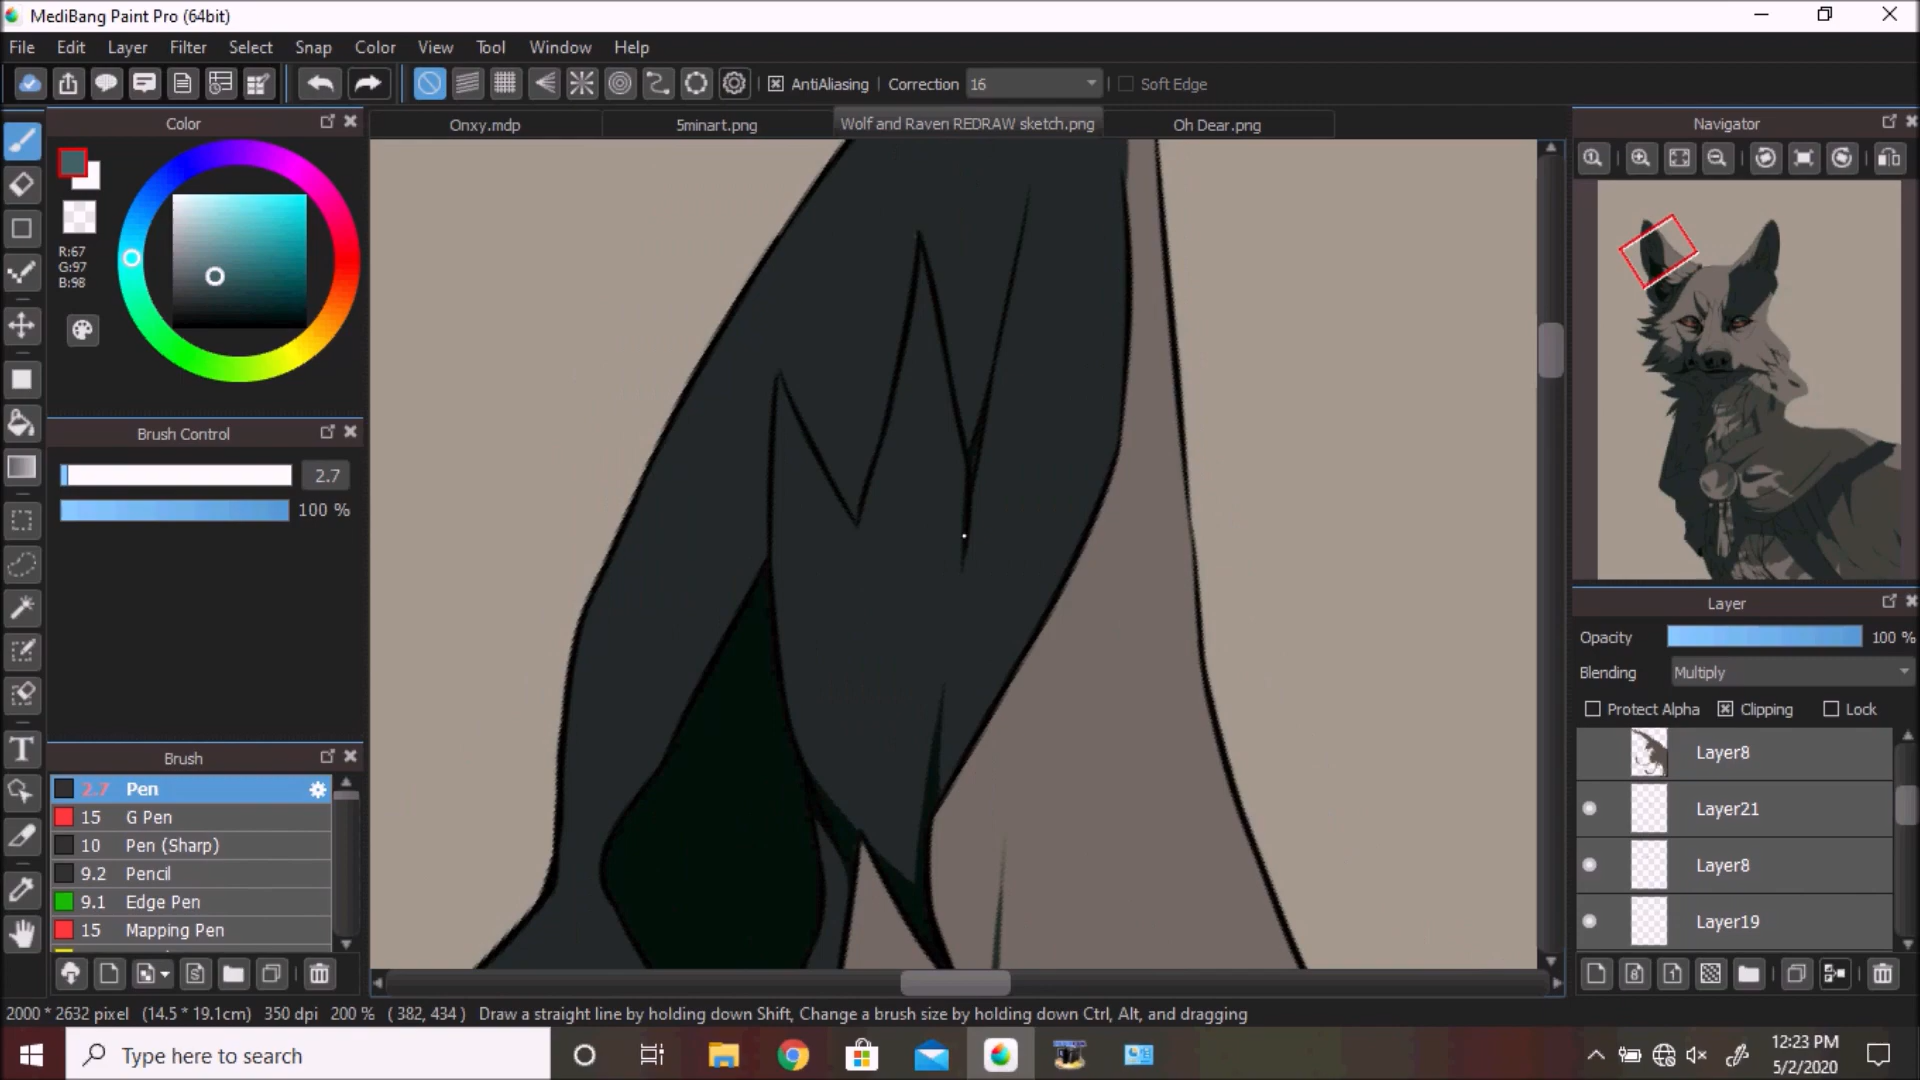 MediBang Paint Pro (64bit)
File Edit Layer Filter Select Snap Color View Tool Window Help
AntiAliasing Correction 16 Soft Edge
Color
Onxy.mdp 5minart.png Wolf and Raven REDRAW sketch.png Oh Dear.png
Navigator
R:67
G:97
B:98
Brush Control
2.7
100 %
Brush
2.7 Pen
15 G Pen
10 Pen (Sharp)
9.2 Pencil
9.1 Edge Pen
15 Mapping Pen
Layer
Opacity 100 %
Blending Multiply
Protect Alpha Clipping Lock
Layer8
Layer21
Layer8
Layer19
2000 * 2632 pixel (14.5 * 19.1cm) 350 dpi 200 % ( 382, 434 ) Draw a straight line by holding down Shift, Change a brush size by holding down Ctrl, Alt, and dragging
Type here to search
12:23 PM
5/2/2020